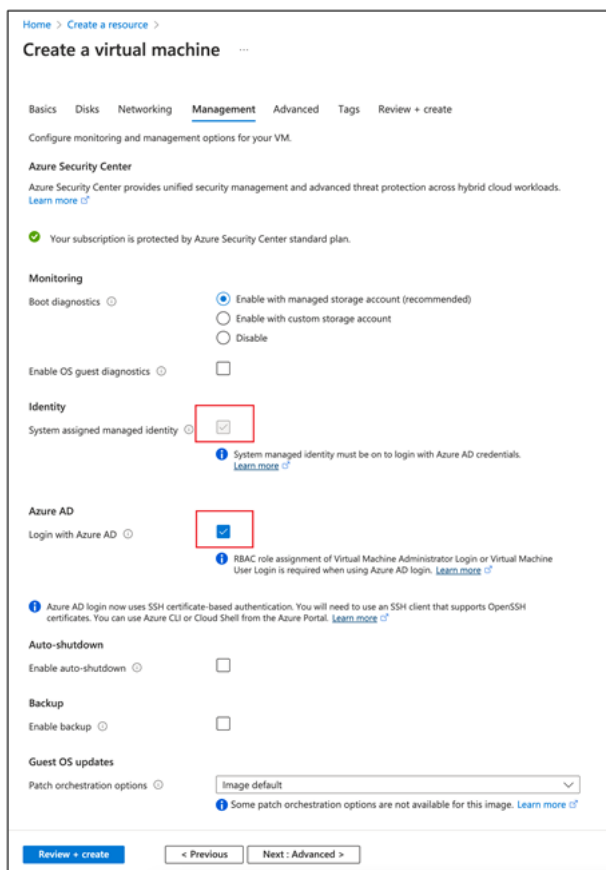 Home > Create a resource >
Create a virtual machine ...
Basics Disks Networking Management Advanced Tags Review + create
Configure monitoring and management options for your VM.
Azure Security Center
Azure Security Center provides unified security management and advanced threat protection across hybrid cloud workloads.
Learn more
Your subscription is protected by Azure Security Center standard plan.
Monitoring
Boot diagnostics
Enable with managed storage account (recommended)
Enable with custom storage account
Disable
Enable OS guest diagnostics
Identity
System assigned managed identity
System managed identity must be on to login with Azure AD credentials.
Learn more
Azure AD
Login with Azure AD
RBAC role assignment of Virtual Machine Administrator Login or Virtual Machine
User Login is required when using Azure AD login. Learn more
Azure AD login now uses SSH certificate-based authentication. You will need to use an SSH client that supports OpenSSH
certificates. You can use Azure CLI or Cloud Shell from the Azure Portal. Learn more
Auto-shutdown
Enable auto-shutdown
Backup
Enable backup
Guest OS updates
Patch orchestration options
Image default
Some patch orchestration options are not available for this image. Learn more
Review + create < Previous Next : Advanced >